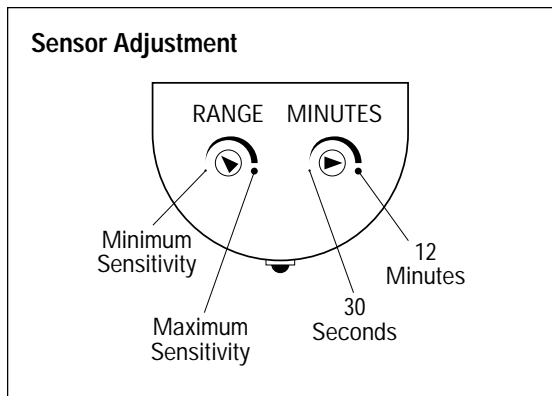 Sensor Adjustment
RANGE
MINUTES
Minimum
Sensitivity
Maximum
Sensitivity
30
Seconds
12
Minutes